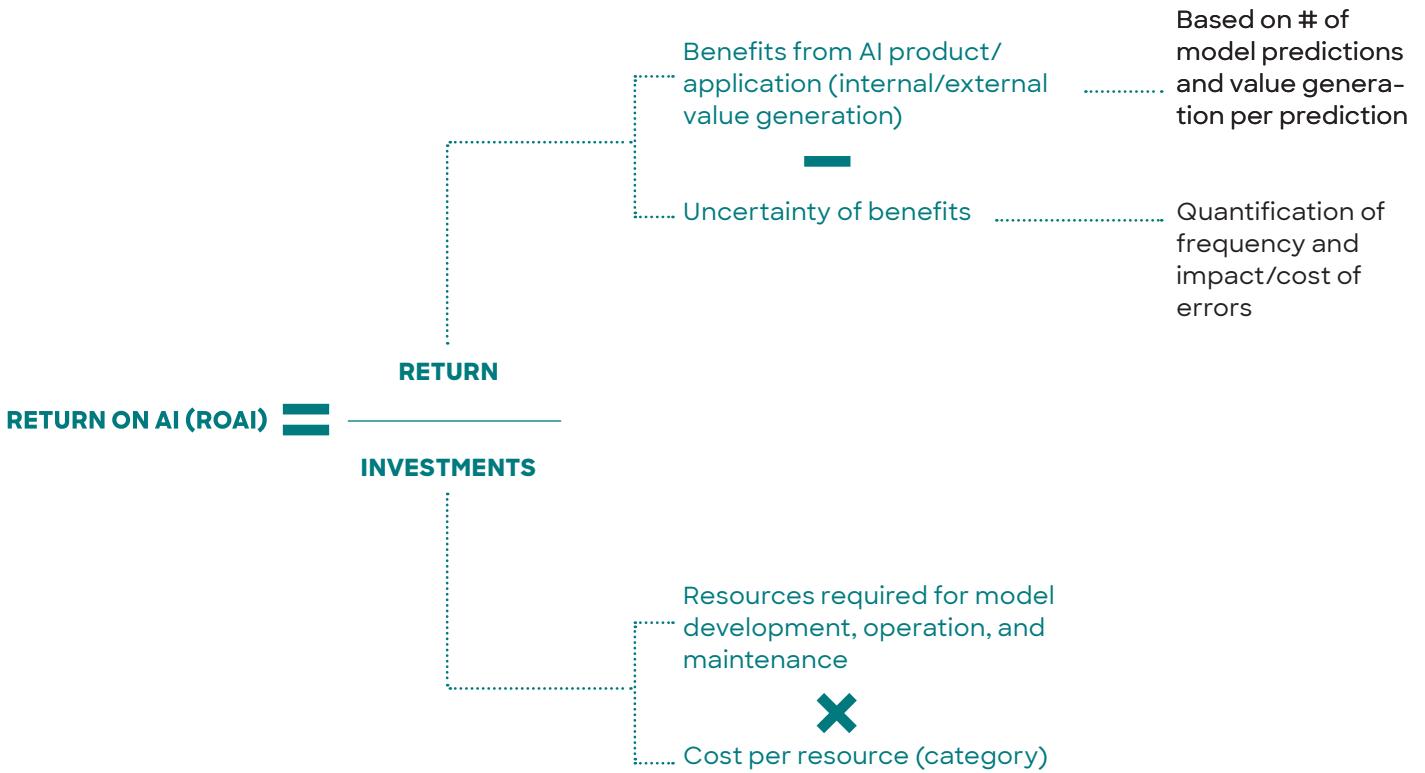 Based on # of
model predictions
and value genera-
tion per prediction
Benefits from AI product/
application (internal/external
value generation)
Uncertainty of benefits
Quantification of
frequency and
impact/cost of
errors
RETURN
RETURN ON AI (ROAI)
INVESTMENTS
Resources required for model
development, operation, and
maintenance
Cost per resource (category)